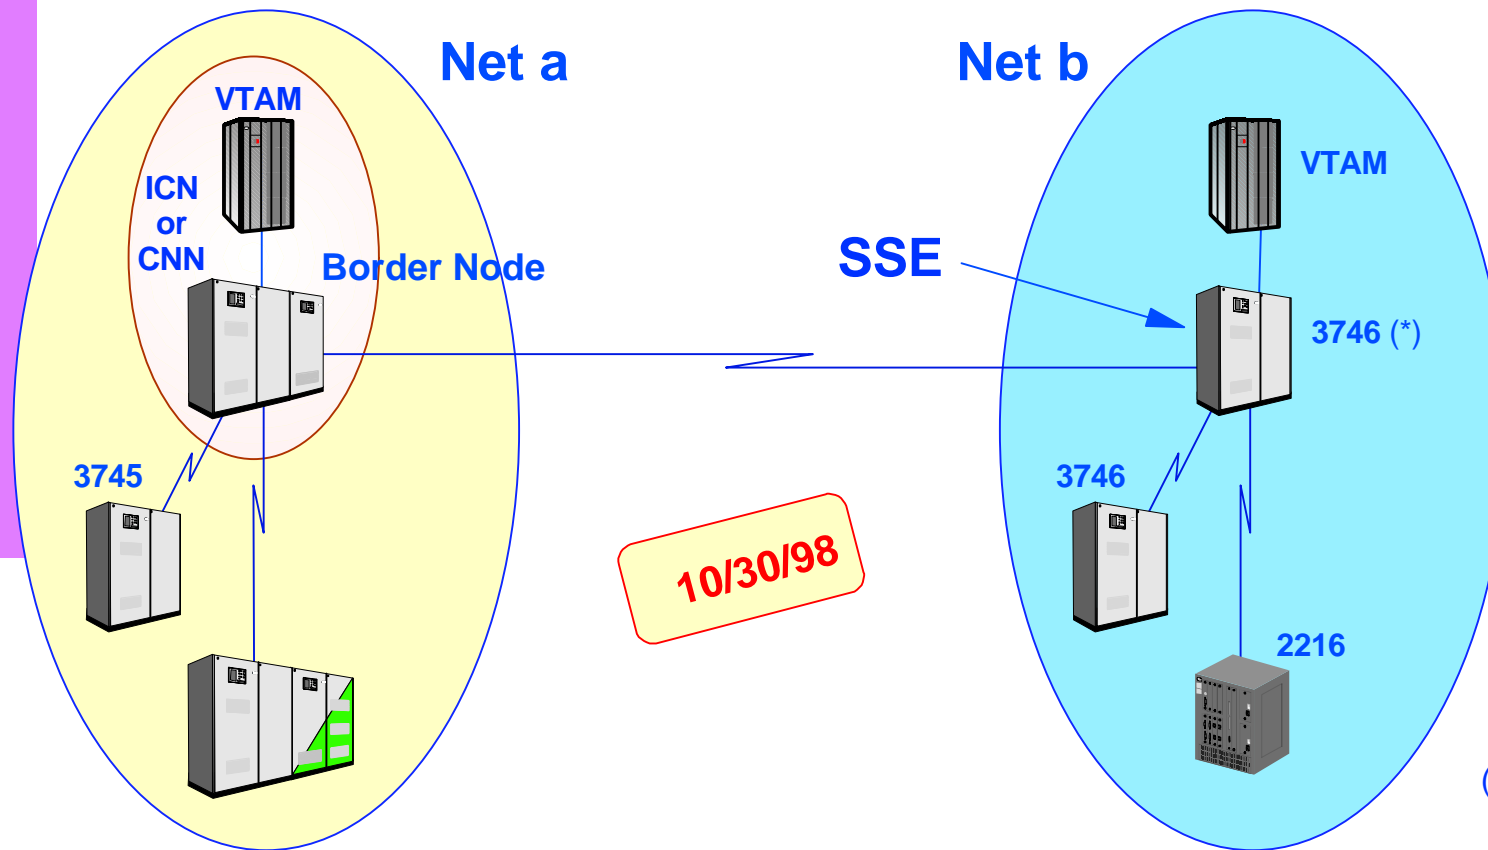 Net a
Net b
VTAM
VTAM
ICN
or
CNN
Border Node
SSE
3746 (*)
3745
3746
10/30/98
2216
(